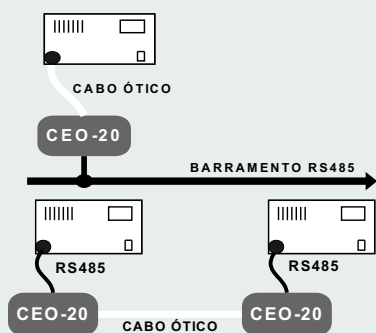 CABO ÓTICO
CEO-20
BARRAMENTO RS485
RS485
RS485
CEO-20
CEO-20
CABO ÓTICO